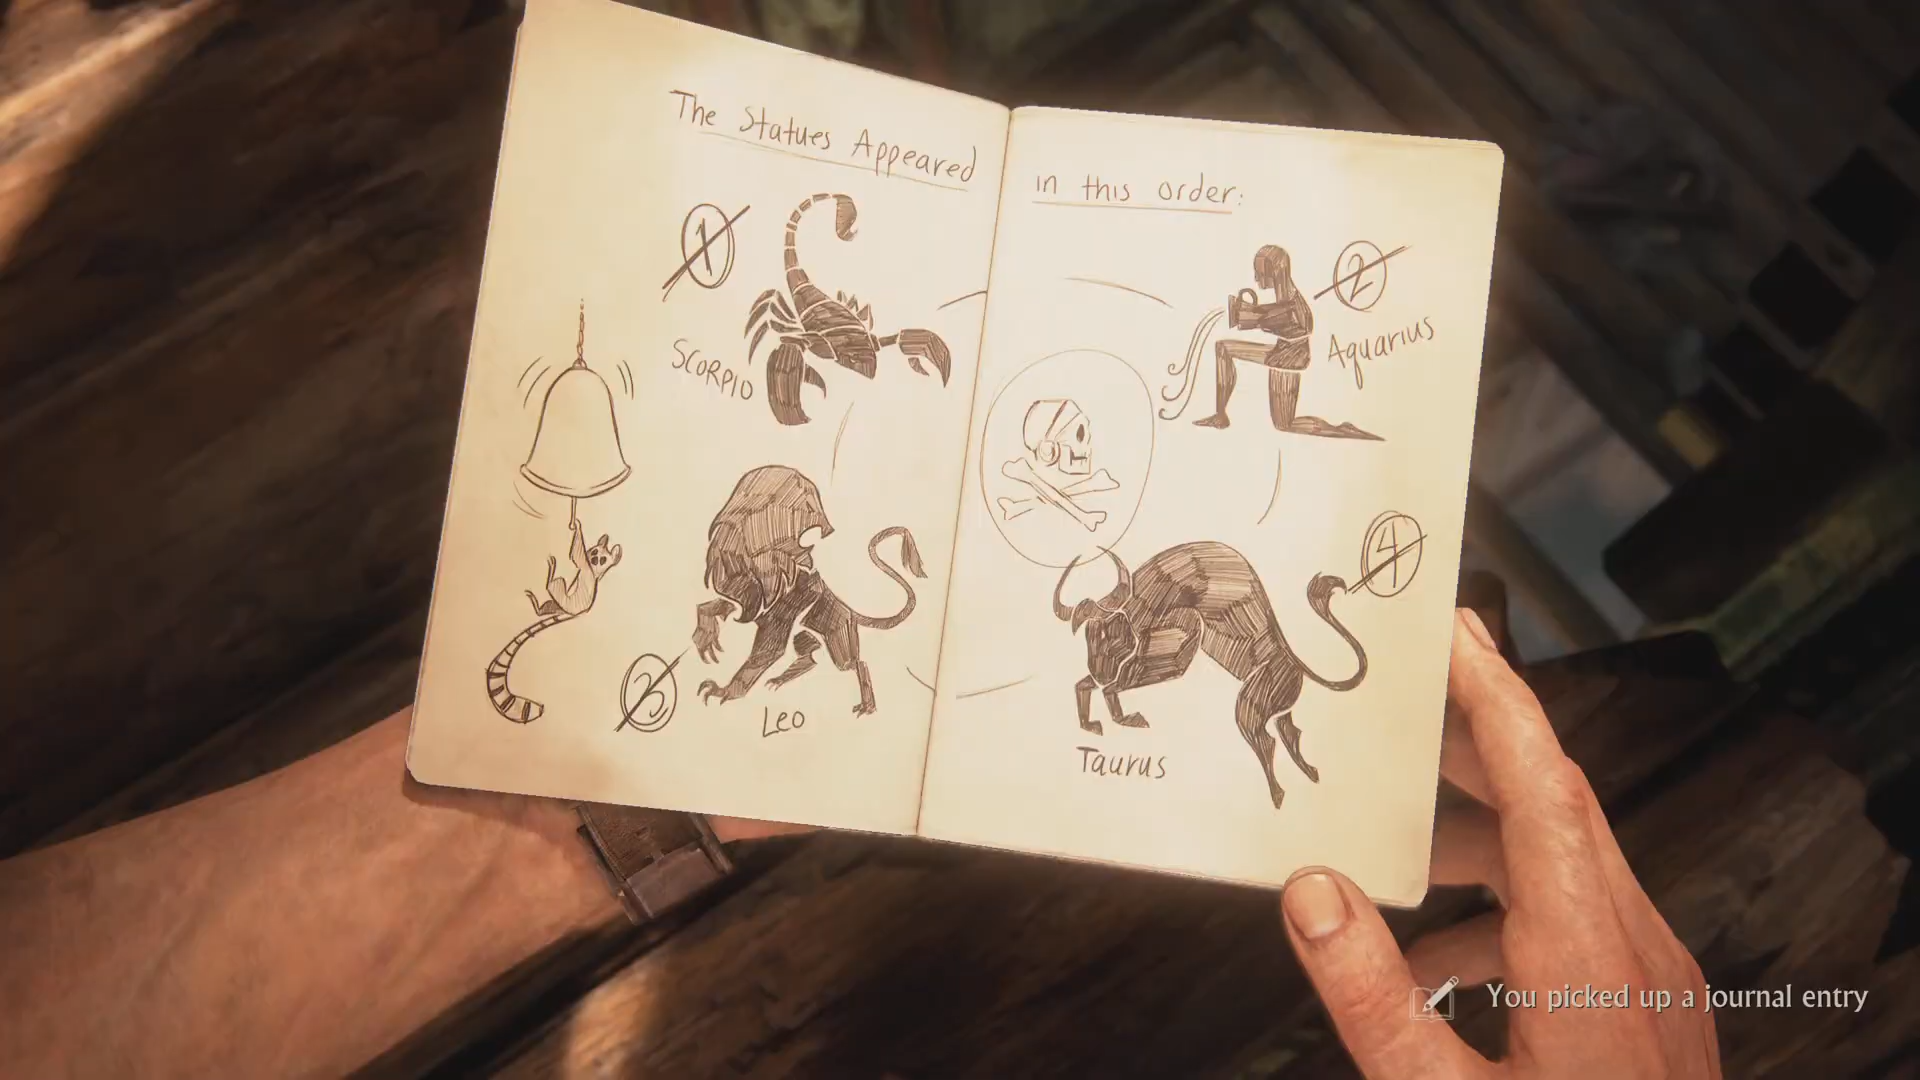 The Statues Appeared
in this order:
1
SCORPIO
2
Aquarius
3
Leo
4
Taurus
You picked up a journal entry